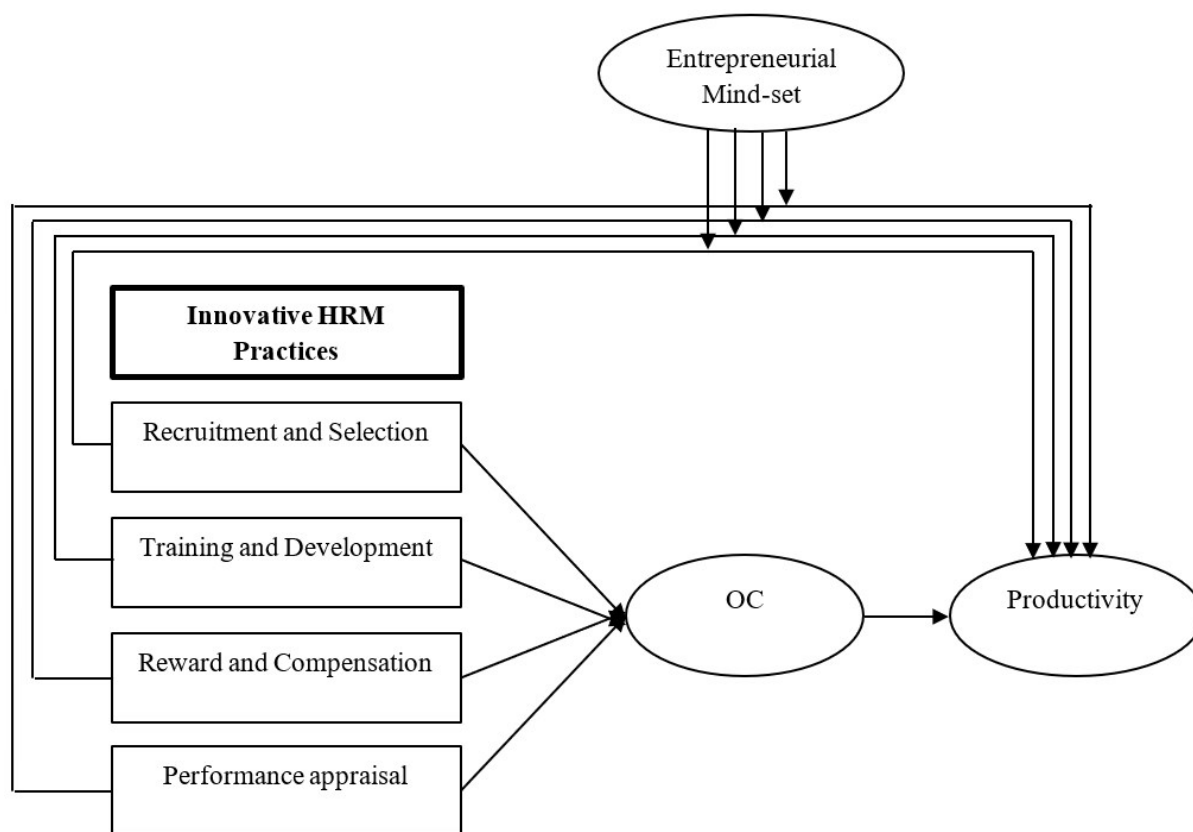 Entrepreneurial
Mind-set
Innovative HRM
Practices
Recruitment and Selection
Training and Development
OC
Productivity
Reward and Compensation
Performance appraisal